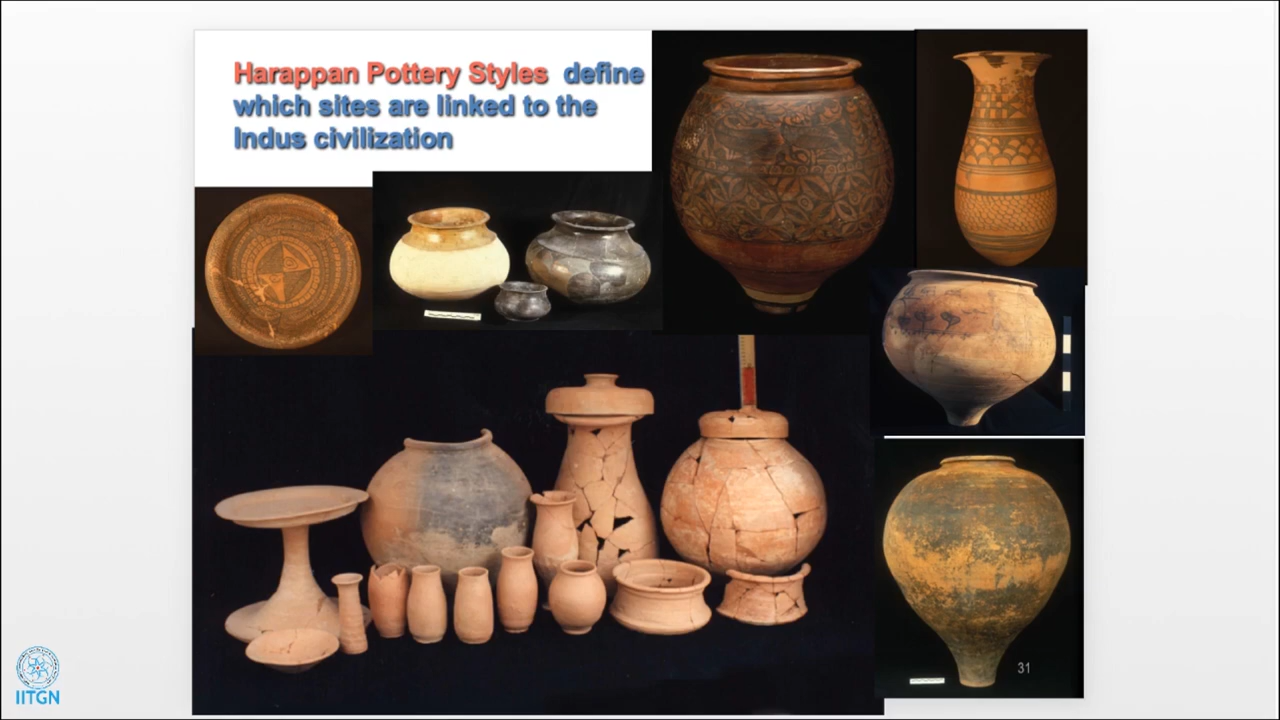 Harappan Pottery Styles define
which sites are linked to the
Indus civilization
31
IITGN